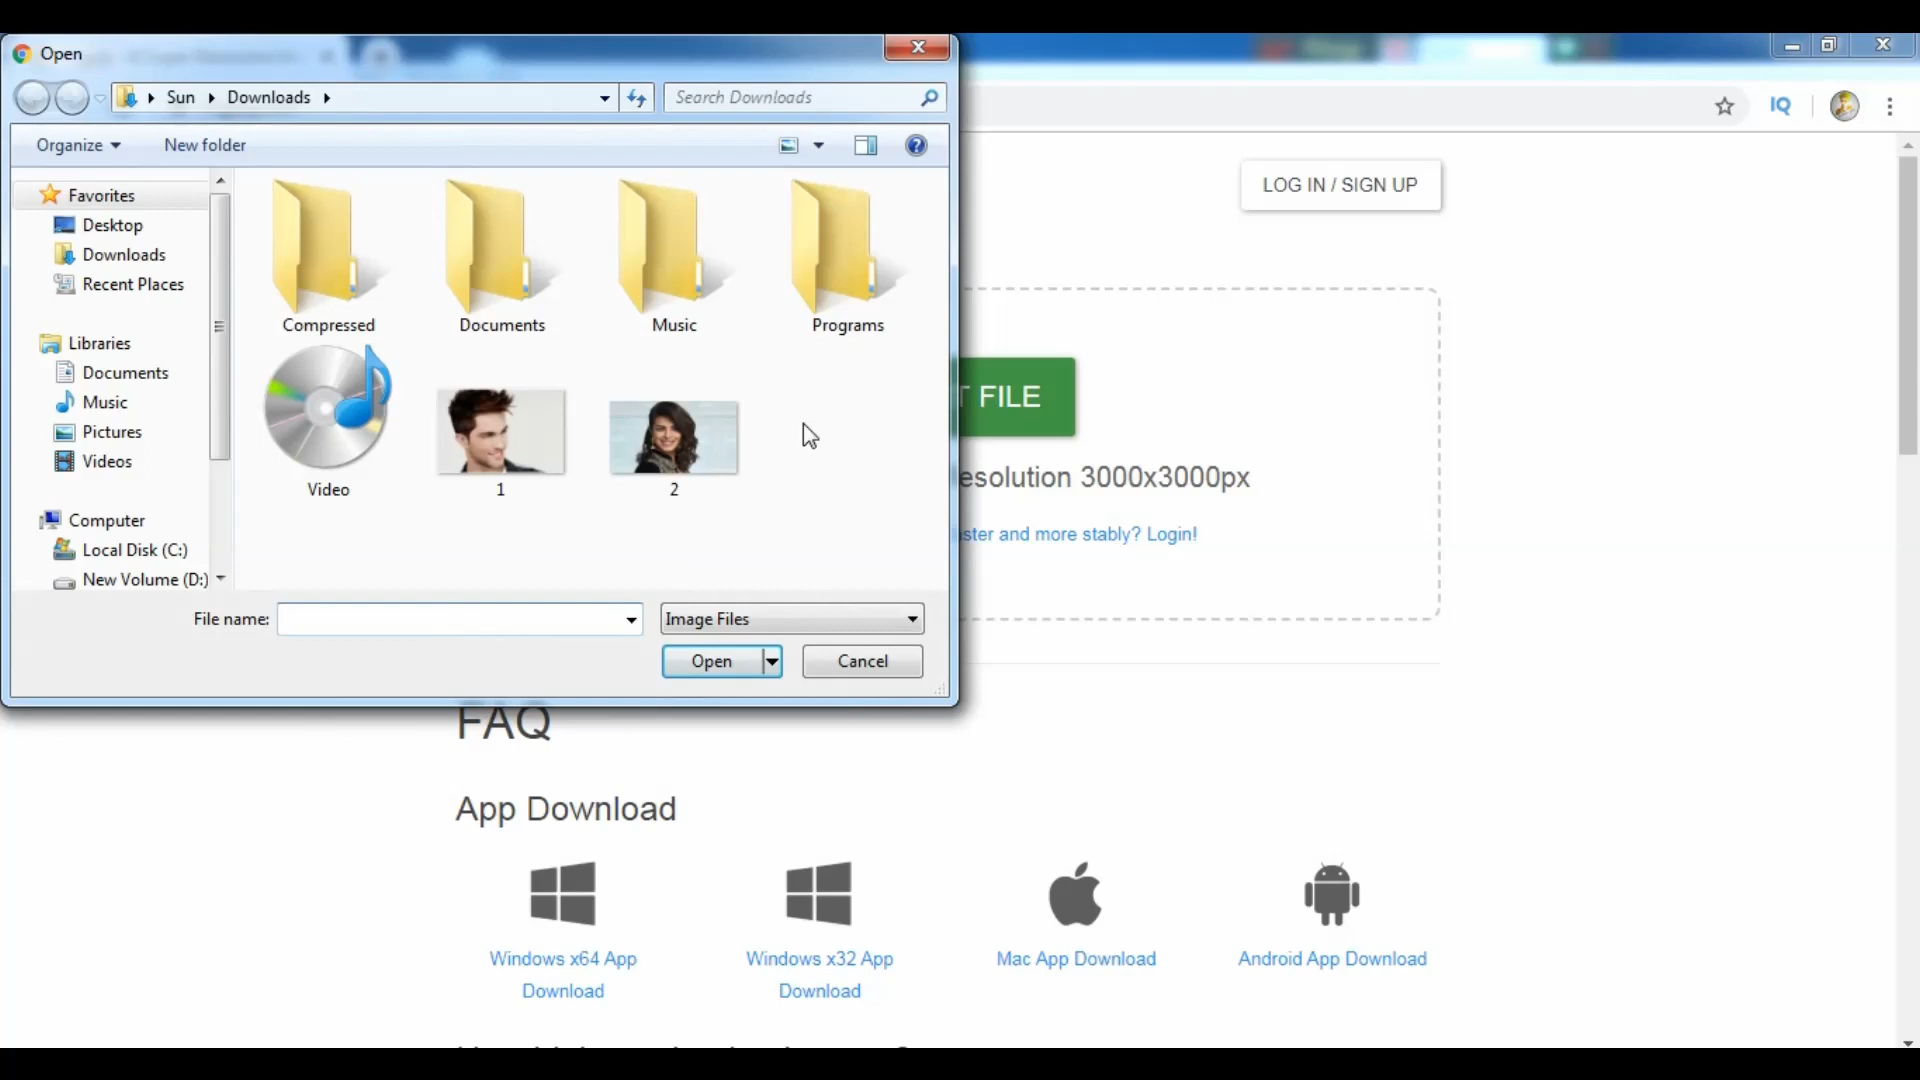 Open
Sun
Downloads
Search Downloads
Organize
New folder
Favorites
Desktop
Downloads
Recent Places
Libraries
Documents
Music
Pictures
Videos
Computer
Local Disk (C:)
New Volume (D:)
Compressed
Documents
Music
Programs
Video
1
2
File name:
Image Files
Open
Cancel
IQ
LOG IN / SIGN UP
T FILE
esolution 3000x3000px
ster and more stably? Login!
FAQ
App Download
Windows x64 App
Download
Windows x32 App
Download
Mac App Download
Android App Download